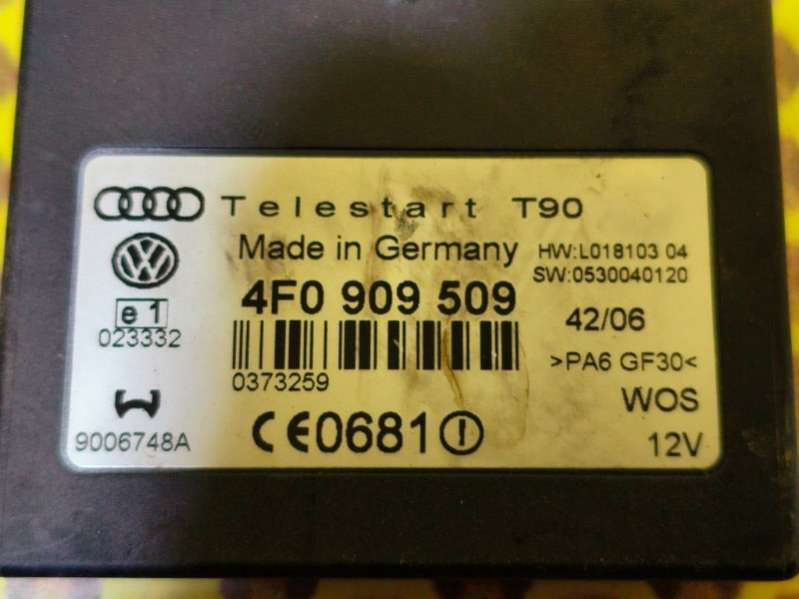 Telestart T90
Made in Germany
HW:L018103 04
SW:0530040120
4F0 909 509
e1
023332
42/06
>PA6 GF30<
0373259
WOS
9006748A
CE0681
12V